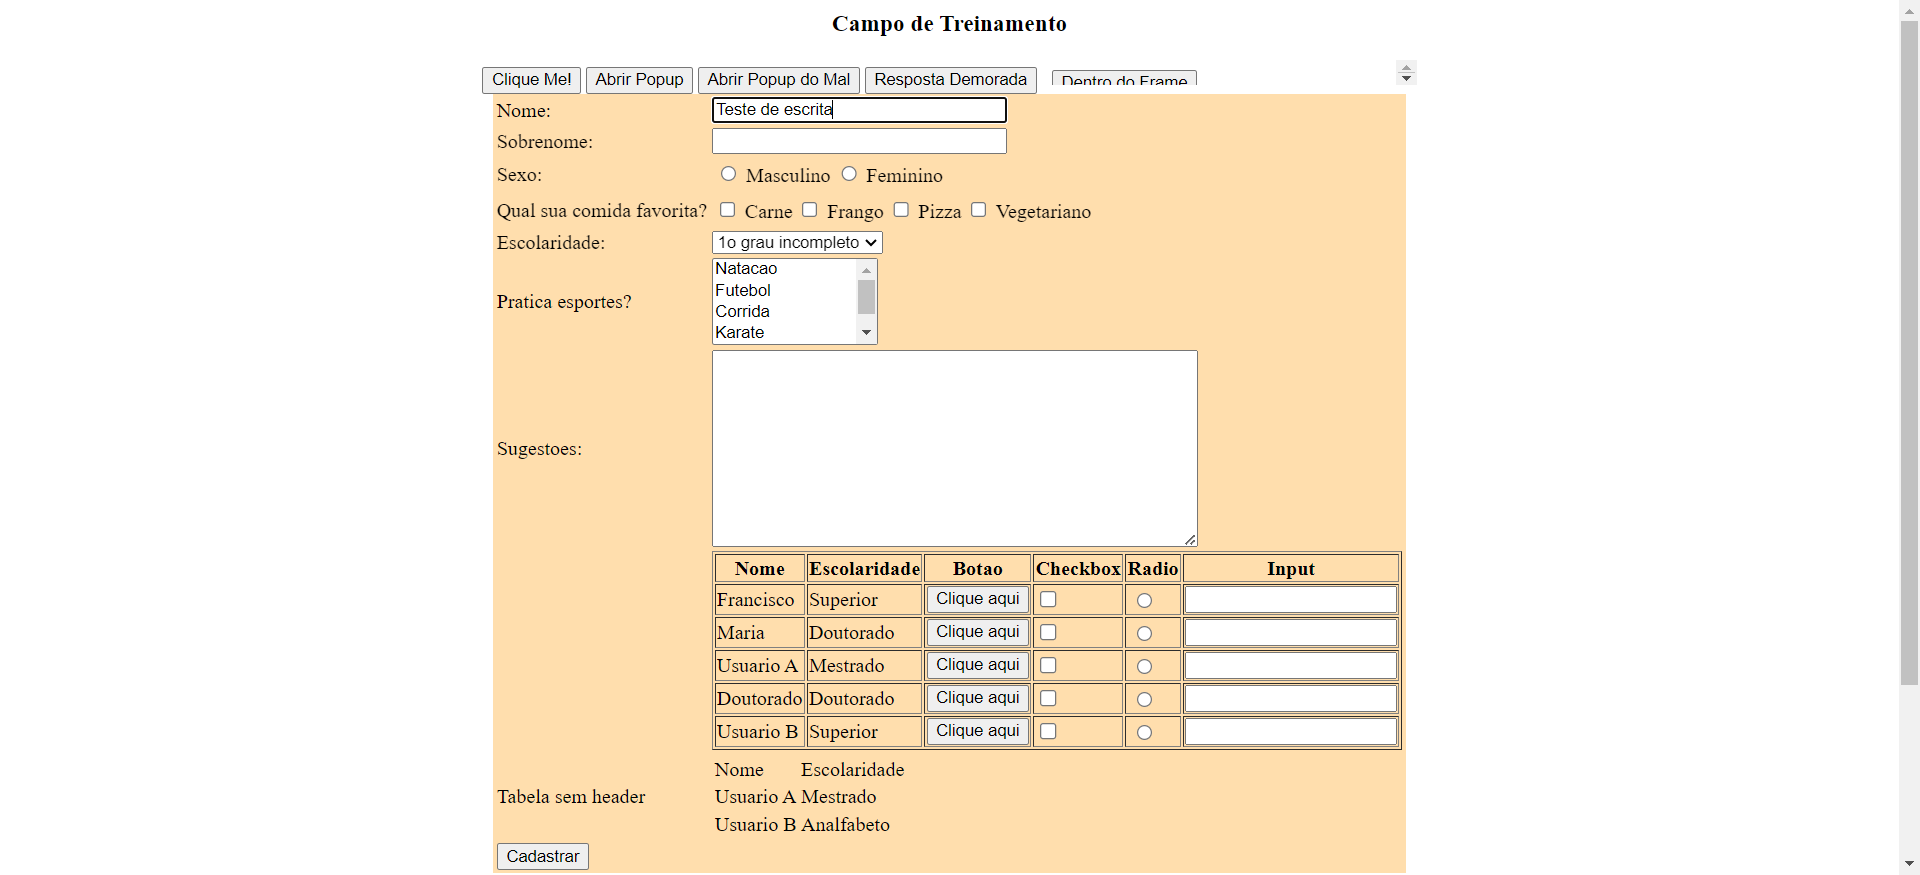 Campo de Treinamento
Clique Me! Abrir Popup Abrir Popup do Mal Resposta Demorada Dentro do Frame
Nome: Teste de escrita
Sobrenome:
Sexo: Masculino Feminino
Qual sua comida favorita? Carne Frango Pizza Vegetariano
Escolaridade: 1o grau incompleto
Pratica esportes?
Natacao
Futebol
Corrida
Karate
Sugestoes:
Nome Escolaridade Botao Checkbox Radio Input
Francisco Superior Clique aqui
Maria Doutorado Clique aqui
Usuario A Mestrado Clique aqui
Doutorado Doutorado Clique aqui
Usuario B Superior Clique aqui
Tabela sem header
Nome Escolaridade
Usuario A Mestrado
Usuario B Analfabeto
Cadastrar